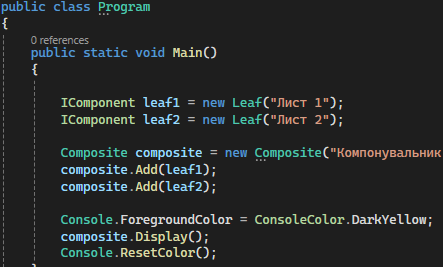 public class Program
{
0 references
public static void Main()
{
IComponent leaf1 = new Leaf("Лист 1");
IComponent leaf2 = new Leaf("Лист 2");
Composite composite = new Composite("Компонувальник
composite.Add(leaf1);
composite.Add(leaf2);
Console.ForegroundColor = ConsoleColor.DarkYellow;
composite.Display();
Console.ResetColor();
}